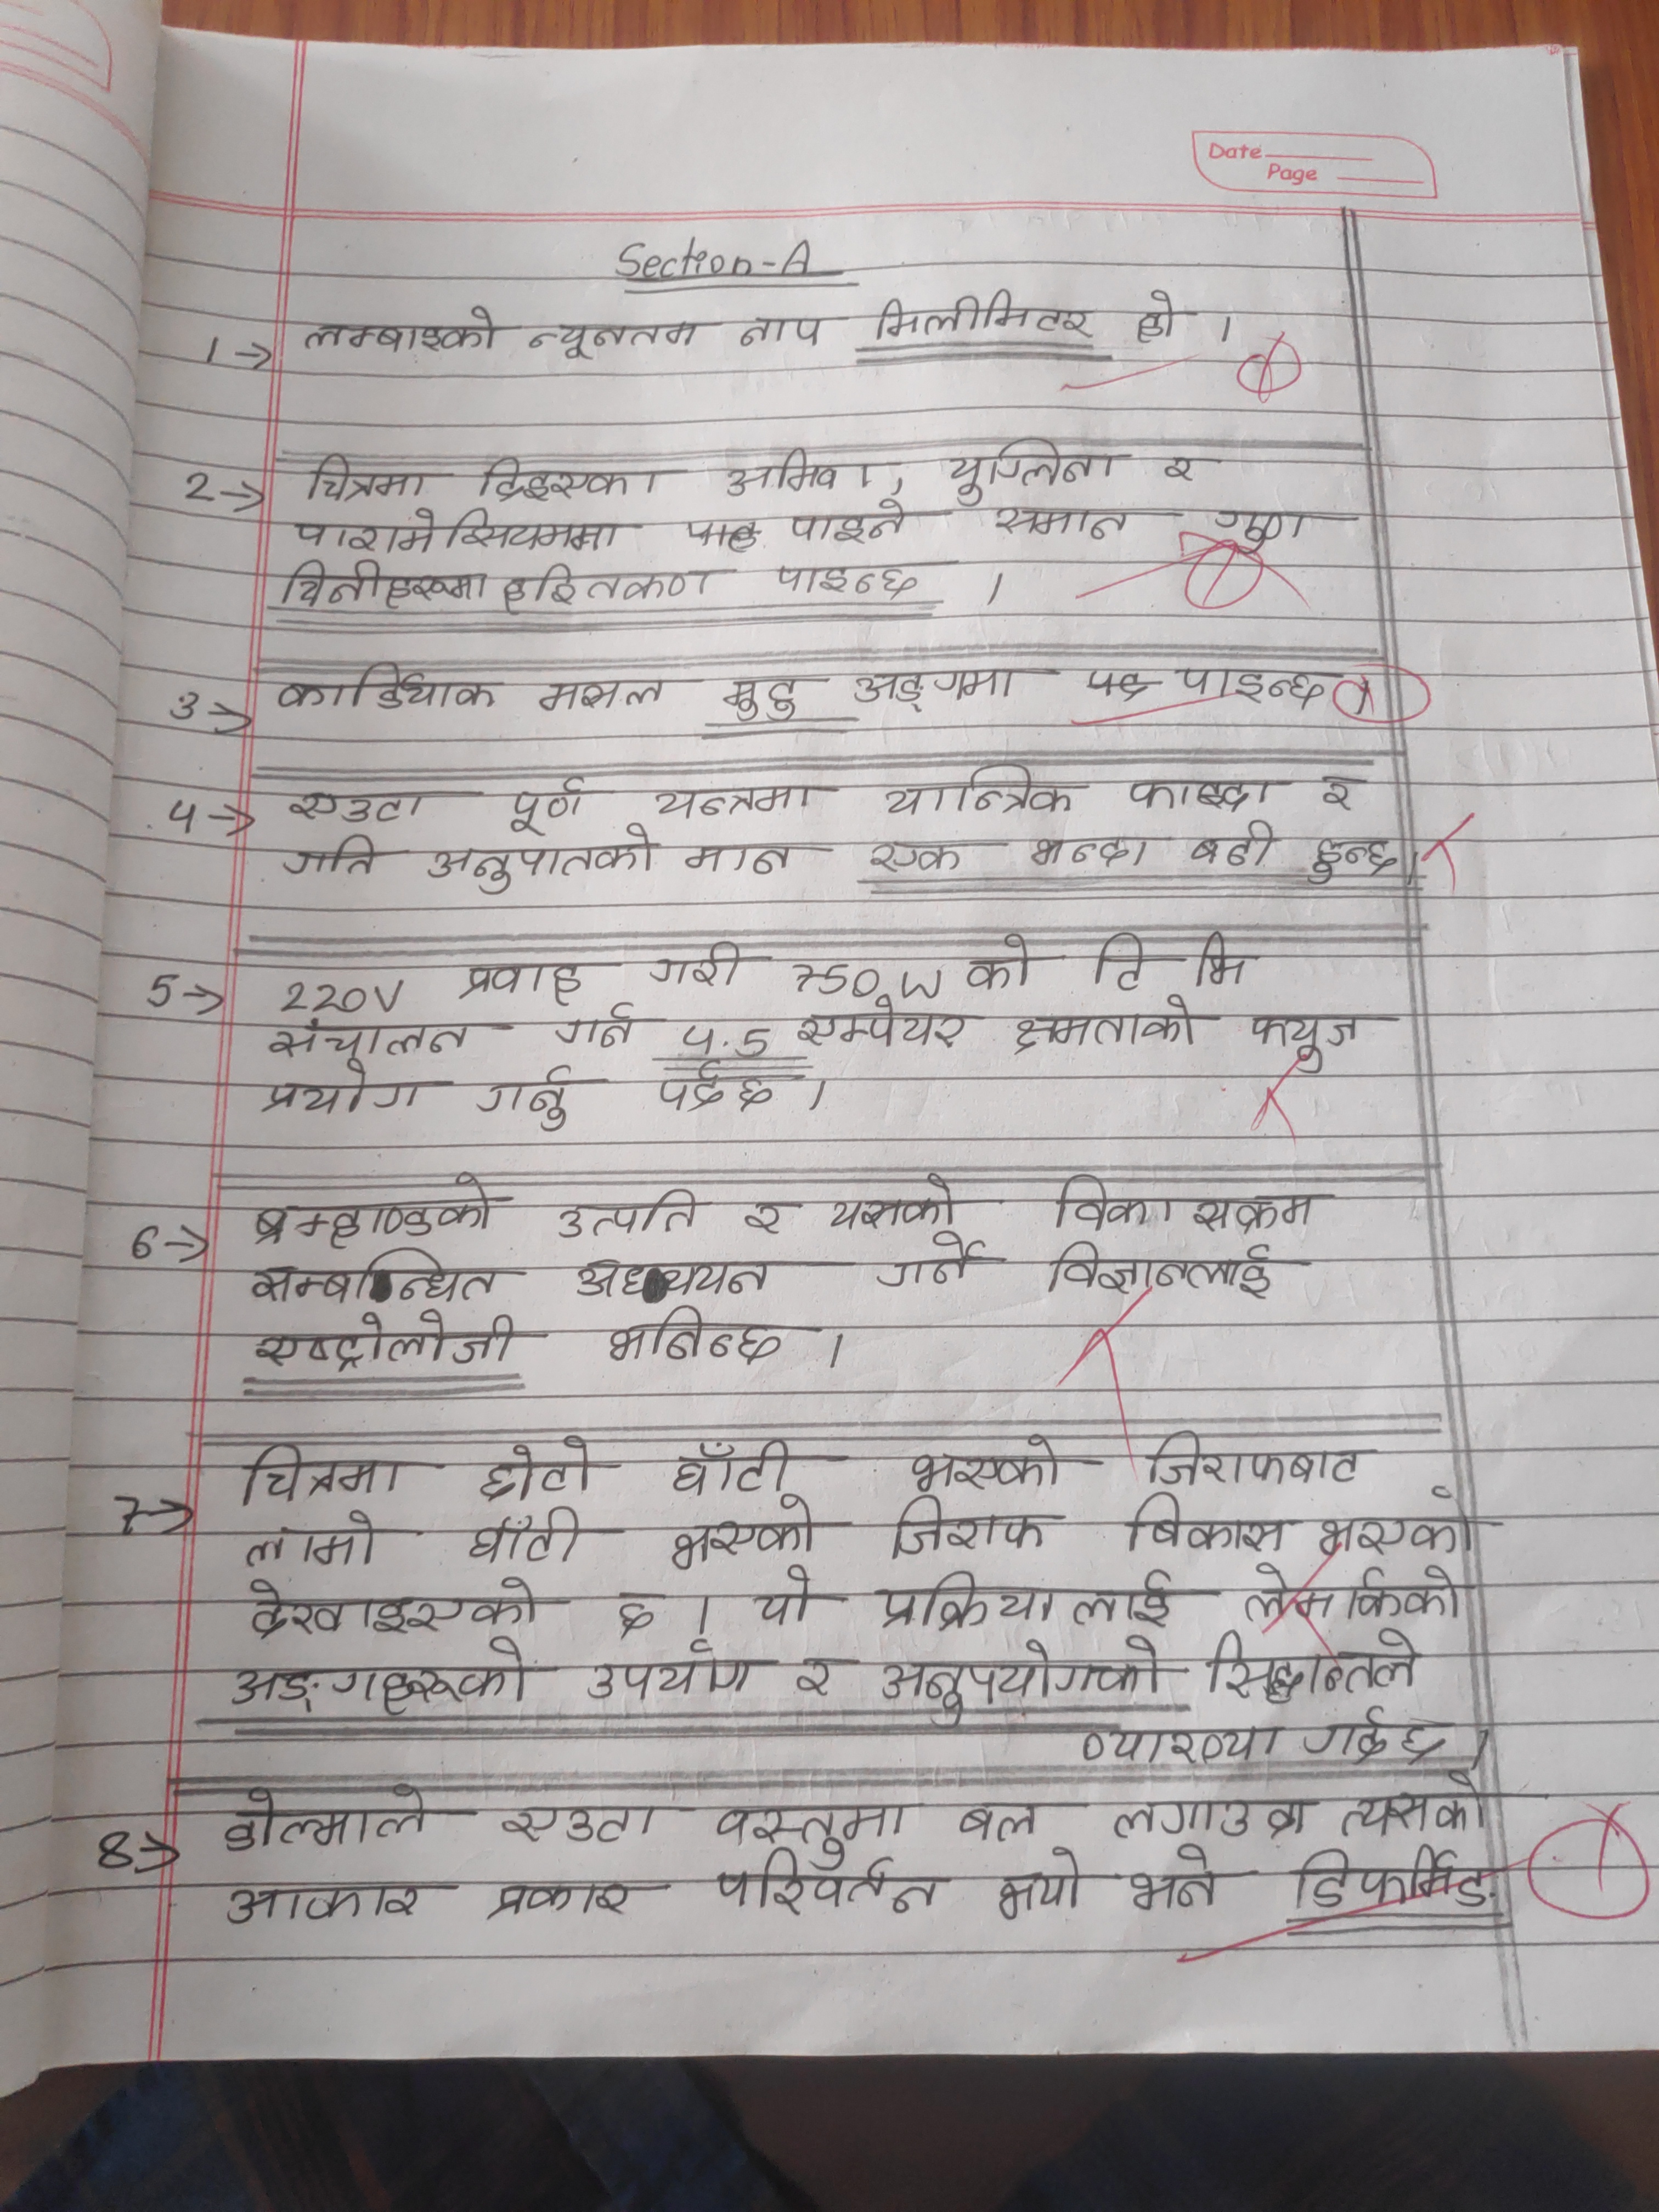 Date
Page
Section-A
1→ लम्बाइको न्यूनतम नाप मिलीमिटर हो ।
2→ चित्रमा दिइएका अमिवा, युग्लिना र
पारामेसियममा पाइने समान गुण
यिनीहरूमा हरितकण पाइन्छ ।
3→ कार्डियाक मसल मुटु अङ्गमा पाइन्छ ।
4→ एउटा पूर्ण यन्त्रमा यान्त्रिक फाइदा र
गति अनुपातको मान एक भन्दा बढी हुन्छ ।
5→ 220V प्रवाह गरी 750W को टि भि
संचालन गर्न 4.5 एम्पेयर क्षमताको फ्युज
प्रयोग गर्नु पर्दछ ।
6→ ब्रम्हाण्डको उत्पति र यसको विकासक्रम
सम्बन्धित अध्ययन गर्ने विज्ञानलाई
एष्ट्रोलोजी भनिन्छ ।
7→ चित्रमा छोटो घाँटी भएको जिराफबाट
लामो घाँटी भएको जिराफ बिकास भएको
देखाइएको छ । यो प्रक्रियालाई लेमार्कको
अङ्गहरूको उपयोग र अनुपयोगको सिद्धान्तले
व्याख्या गर्दछ ।
8→ डोल्माले एउटा वस्तुमा बल लगाउदा त्यसको
आकार प्रकार परिवर्तन भयो भने डिफर्मिङ